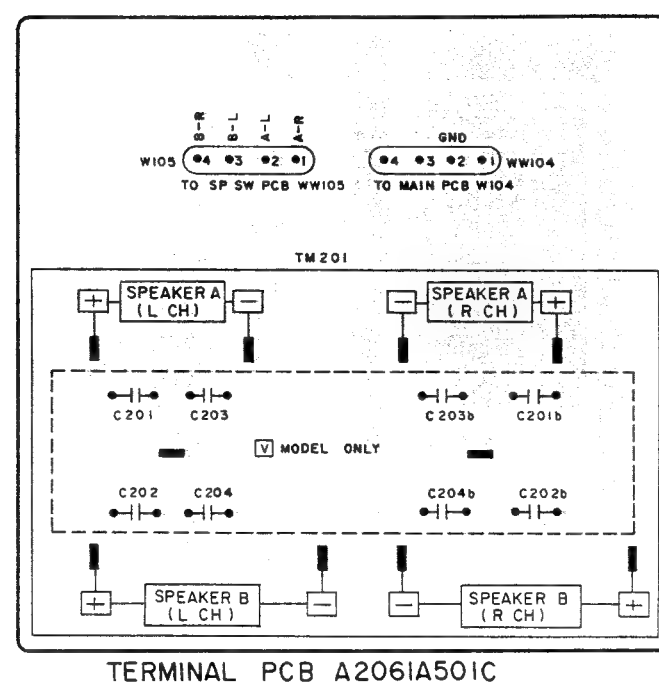 B-R B-L A-L A-R
GND
W105 4 3 2 1
4 3 2 1 WW104
TO SP SW PCB WW105
TO MAIN PCB W104
TM201
+ SPEAKER A (L CH) −
− SPEAKER A (R CH) +
C201 C203 C203b C201b
V MODEL ONLY
C202 C204 C204b C202b
+ SPEAKER B (L CH) −
− SPEAKER B (R CH) +
TERMINAL PCB A2061A501C